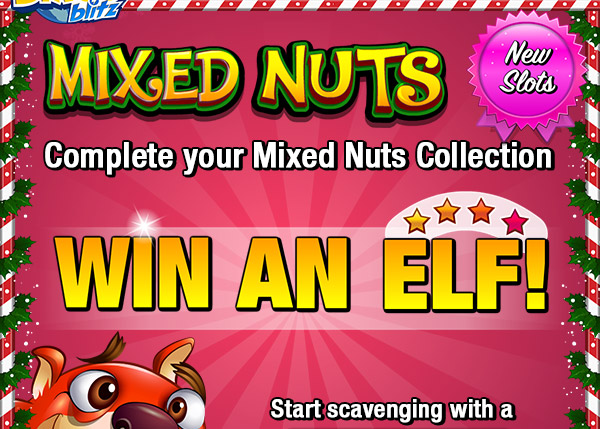 blitz
MIXED NUTS
New
Slots
Complete your Mixed Nuts Collection
WIN AN ELF!
Start scavenging with a